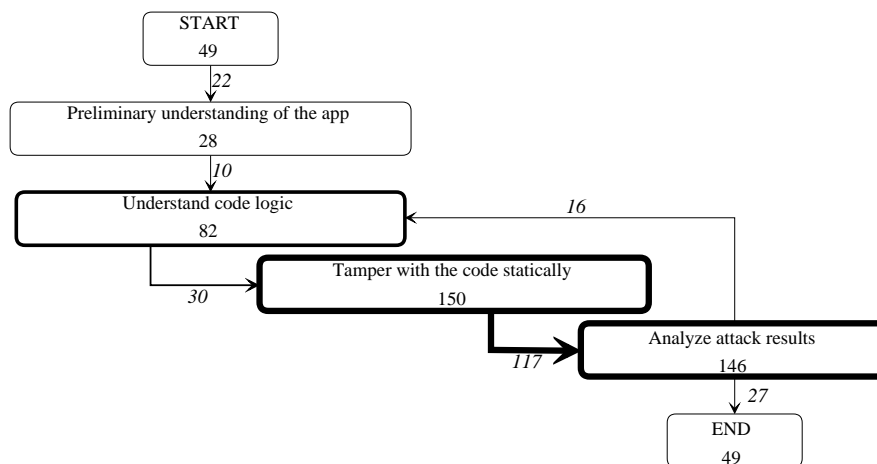 START
49
22
Preliminary understanding of the app
28
10
Understand code logic
82
16
30
Tamper with the code statically
150
117
Analyze attack results
146
27
END
49